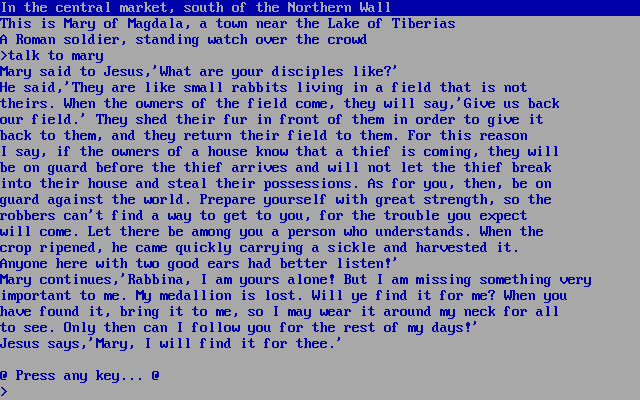 In the central market, south of the Northern Wall
This is Mary of Magdala, a town near the Lake of Tiberias
A Roman soldier, standing watch over the crowd
>talk to mary
Mary said to Jesus,'What are your disciples like?'
He said,'They are like small rabbits living in a field that is not
theirs. When the owners of the field come, they will say,'Give us back
our field.' They shed their fur in front of them in order to give it
back to them, and they return their field to them. For this reason
I say, if the owners of a house know that a thief is coming, they will
be on guard before the thief arrives and will not let the thief break
into their house and steal their possessions. As for you, then, be on
guard against the world. Prepare yourself with great strength, so the
robbers can't find a way to get to you, for the trouble you expect
will come. Let there be among you a person who understands. When the
crop ripened, he came quickly carrying a sickle and harvested it.
Anyone here with two good ears had better listen!'
Mary continues,'Rabbina, I am yours alone! But I am missing something very
important to me. My medallion is lost. Will ye find it for me? When you
have found it, bring it to me, so I may wear it around my neck for all
to see. Only then can I follow you for the rest of my days!'
Jesus says,'Mary, I will find it for thee.'
@ Press any key... @
>